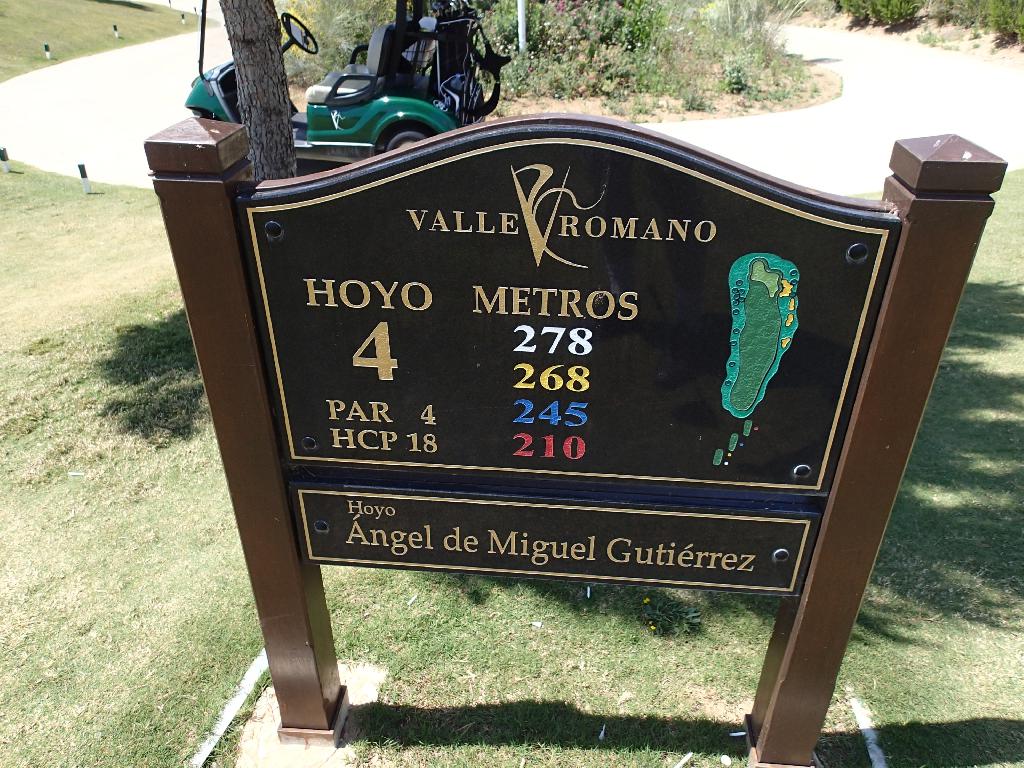 VALLE ROMANO
HOYO METROS
4
278
268
PAR 4 245
HCP 18 210
Hoyo
Ángel de Miguel Gutiérrez